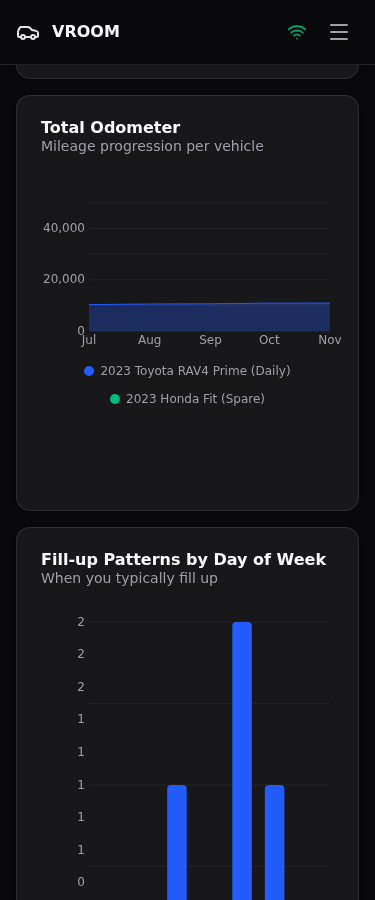 VROOM
Total Odometer
Mileage progression per vehicle
40,000
20,000
0
Jul Aug Sep Oct Nov
2023 Toyota RAV4 Prime (Daily)
2023 Honda Fit (Spare)
Fill-up Patterns by Day of Week
When you typically fill up
2
2
2
1
1
1
1
1
0